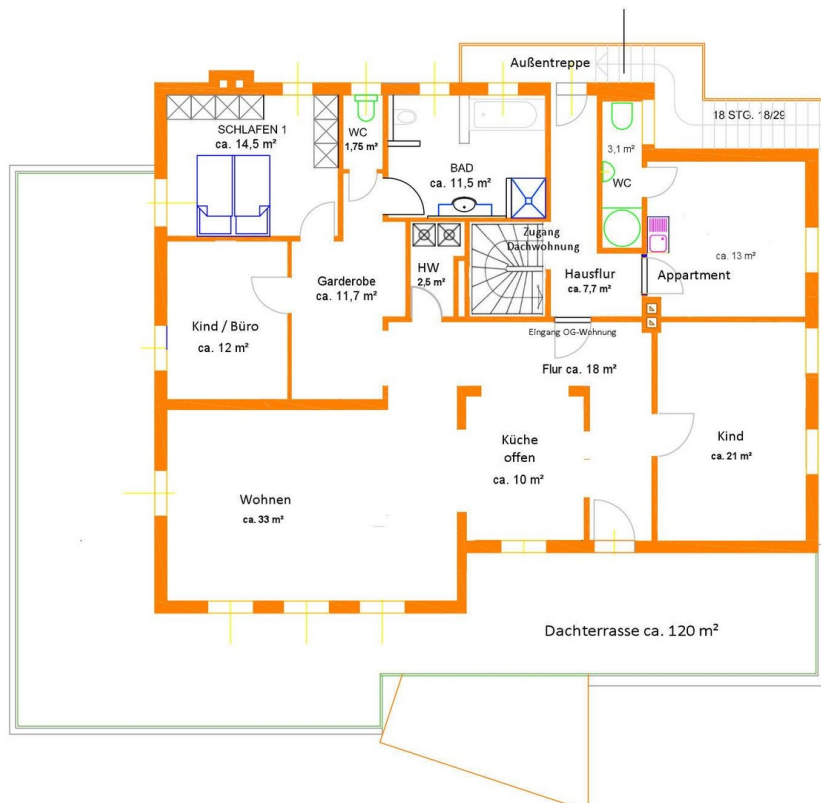 Außentreppe
18 STG. 18/29
SCHLAFEN 1
ca. 14,5 m²
WC
1,75 m²
BAD
ca. 11,5 m²
3,1 m²
WC
Zugang
Dachwohnung
ca. 13 m²
Appartment
Hausflur
ca. 7,7 m²
HW
2,5 m²
Garderobe
ca. 11,7 m²
Kind / Büro
ca. 12 m²
Eingang OG-Wohnung
Flur ca. 18 m²
Küche
offen
ca. 10 m²
Kind
ca. 21 m²
Wohnen
ca. 33 m²
Dachterrasse ca. 120 m²